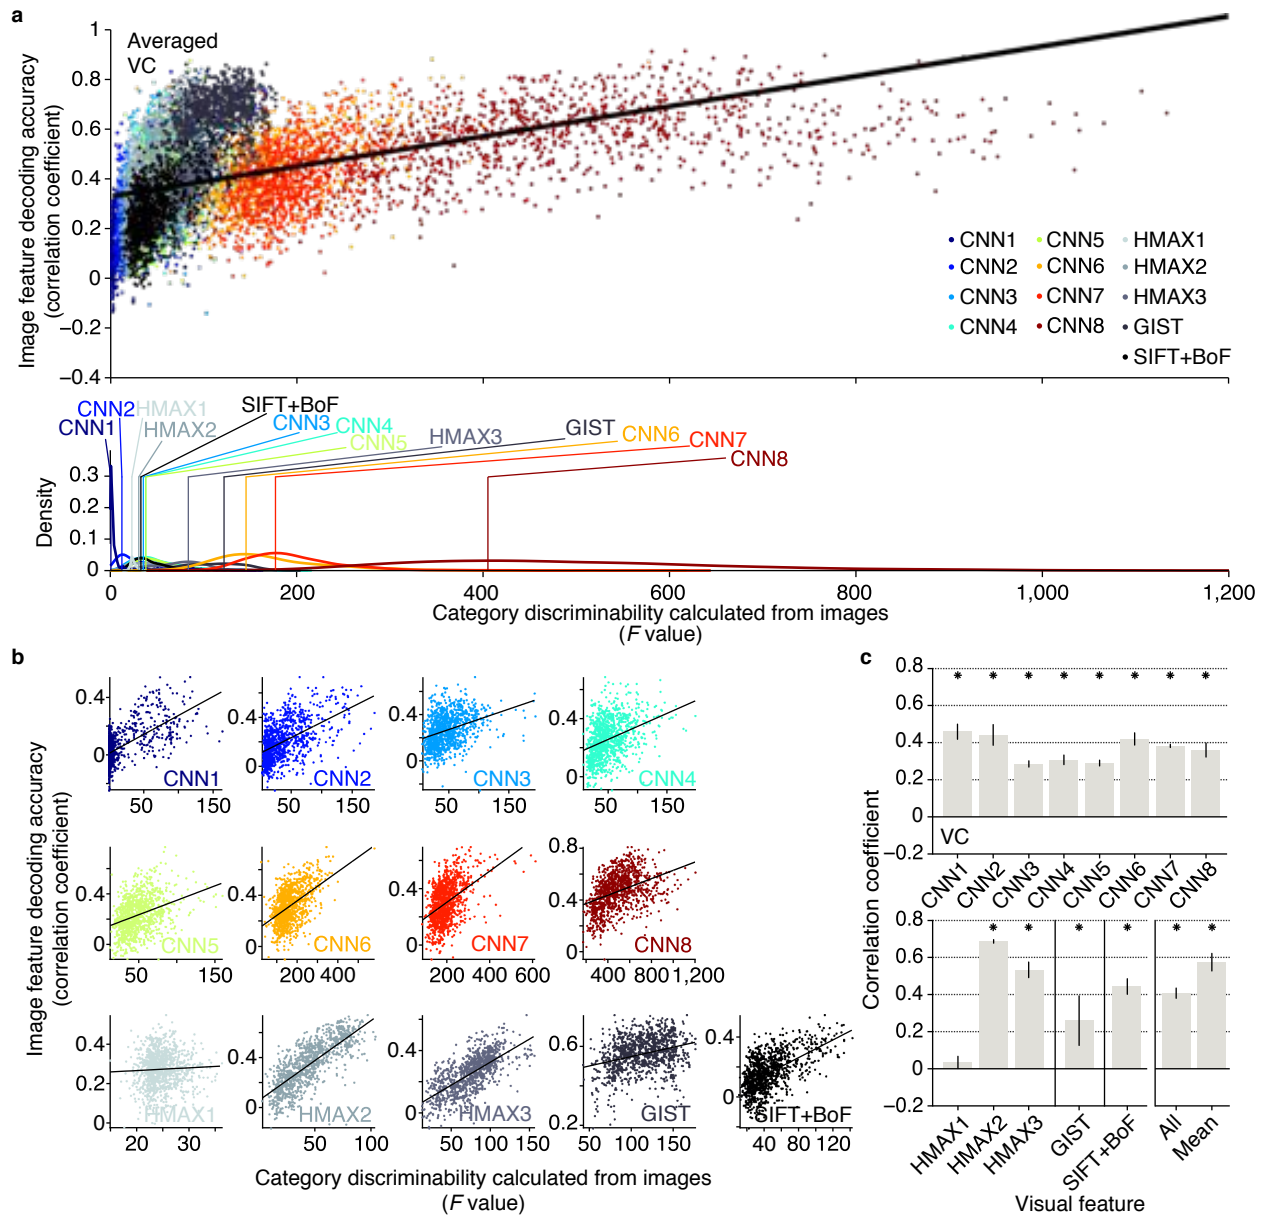 a
Averaged
VC
Image feature decoding accuracy
(correlation coefficient)
1
0.8
0.6
0.4
0.2
0
−0.2
−0.4
CNN1 CNN5 HMAX1
CNN2 CNN6 HMAX2
CNN3 CNN7 HMAX3
CNN4 CNN8 GIST
SIFT+BoF
CNN1 CNN2 HMAX1 HMAX2 SIFT+BoF CNN3 CNN4 CNN5 HMAX3 GIST CNN6 CNN7 CNN8
Density
0.3
0.2
0.1
0
0 200 400 600 800 1,000 1,200
Category discriminability calculated from images
(F value)
b
Image feature decoding accuracy
(correlation coefficient)
0.4
0
CNN1
50 150
0.4
0
CNN2
50 150
0.4
0
CNN3
50 150
0.4
0
CNN4
50 150
0.4
0
CNN5
50 150
0.4
0
CNN6
200 400
0.4
0
CNN7
200 400 600
0.8
0.4
0
CNN8
400 800 1,200
0.4
0.2
0
HMAX1
20 30
0.4
0
HMAX2
50 100
0.4
0
HMAX3
50 100 150
0.6
0.2
GIST
50 100 150
0.4
0
SIFT+BoF
40 80 120
Category discriminability calculated from images
(F value)
c
Correlation coefficient
0.8
0.6
0.4
0.2
0
−0.2
* * * * * * * *
VC
CNN1 CNN2 CNN3 CNN4 CNN5 CNN6 CNN7 CNN8
0.8
0.6
0.4
0.2
0
−0.2
* * * * * *
HMAX1 HMAX2 HMAX3 GIST SIFT+BoF All Mean
Visual feature